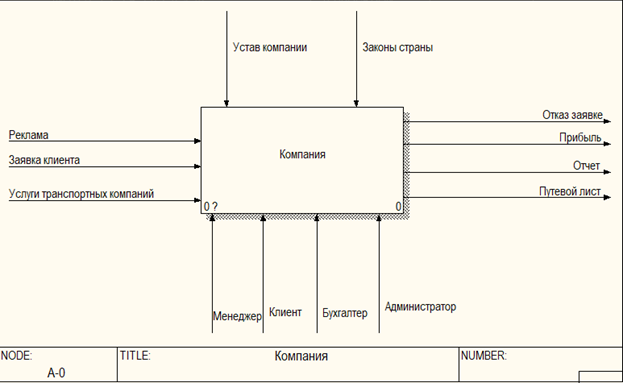 Устав компании
Законы страны
Реклама
Заявка клиента
Услуги транспортных компаний
Компания
0 ?
0
Отказ заявке
Прибыль
Отчет
Путевой лист
Менеджер
Клиент
Бухгалтер
Администратор
NODE:
A-0
TITLE:
Компания
NUMBER: